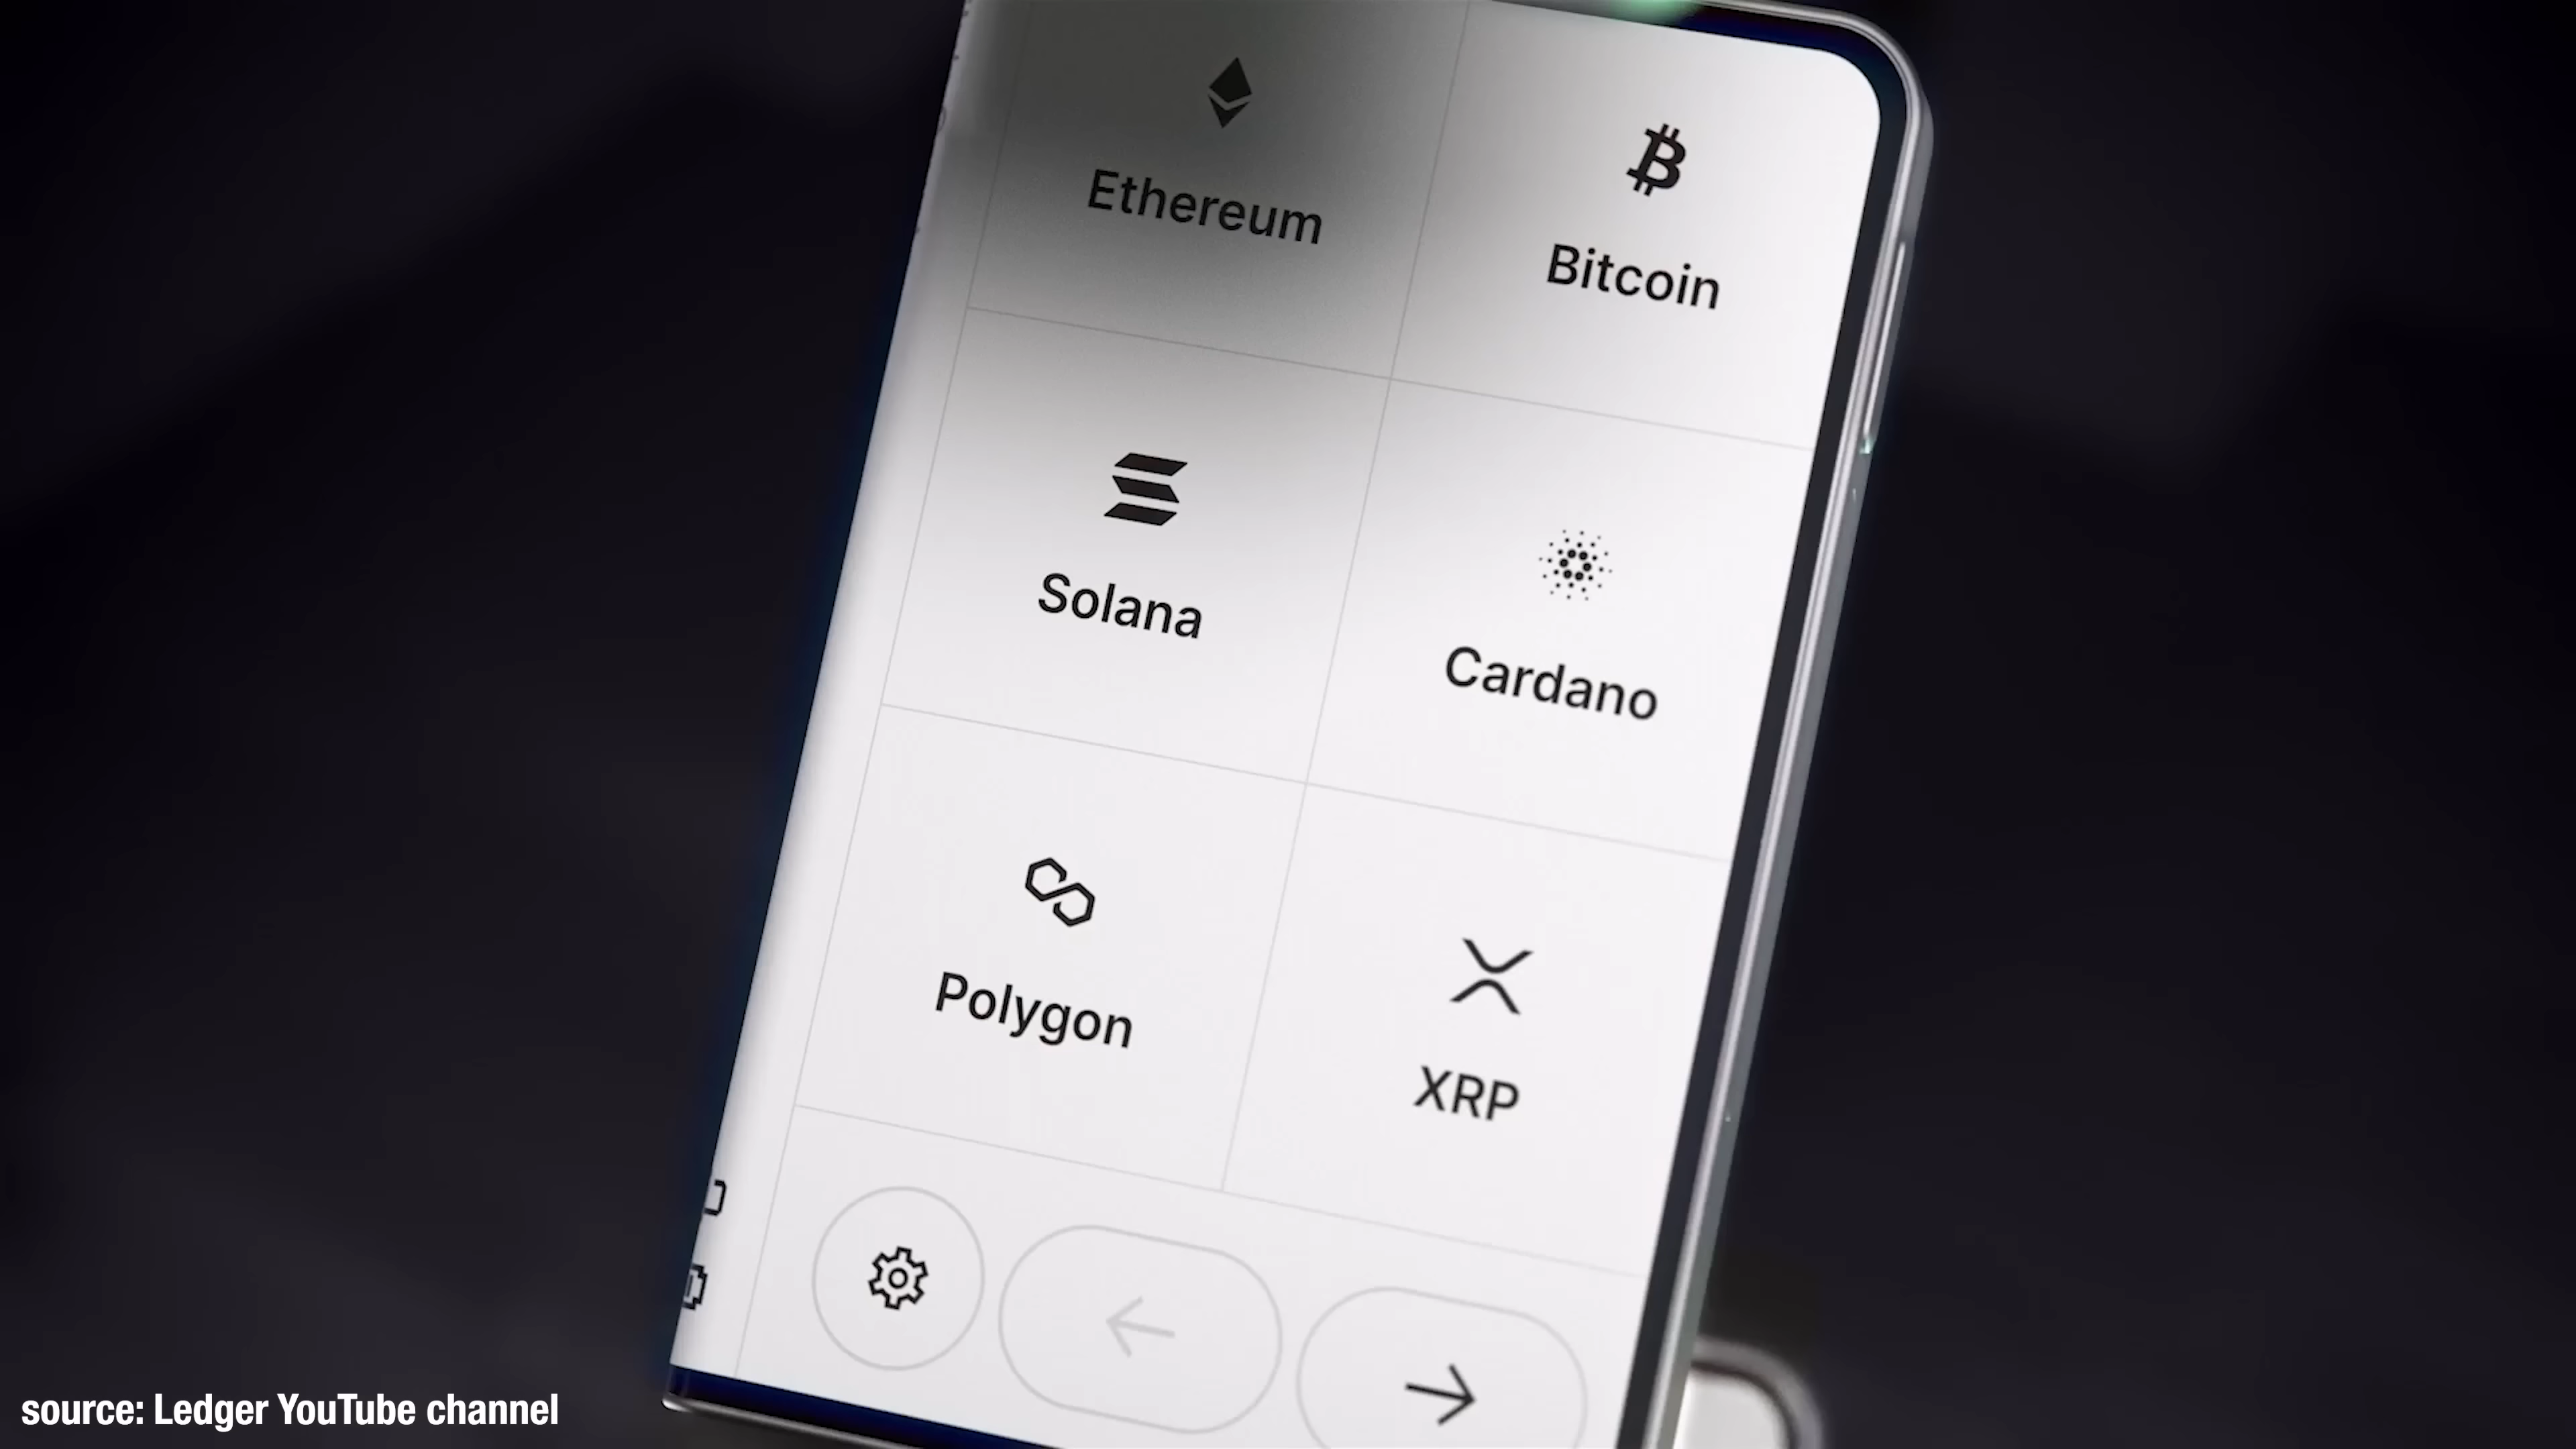 Ethereum
Bitcoin
Solana
Cardano
Polygon
XRP
source: Ledger YouTube channel